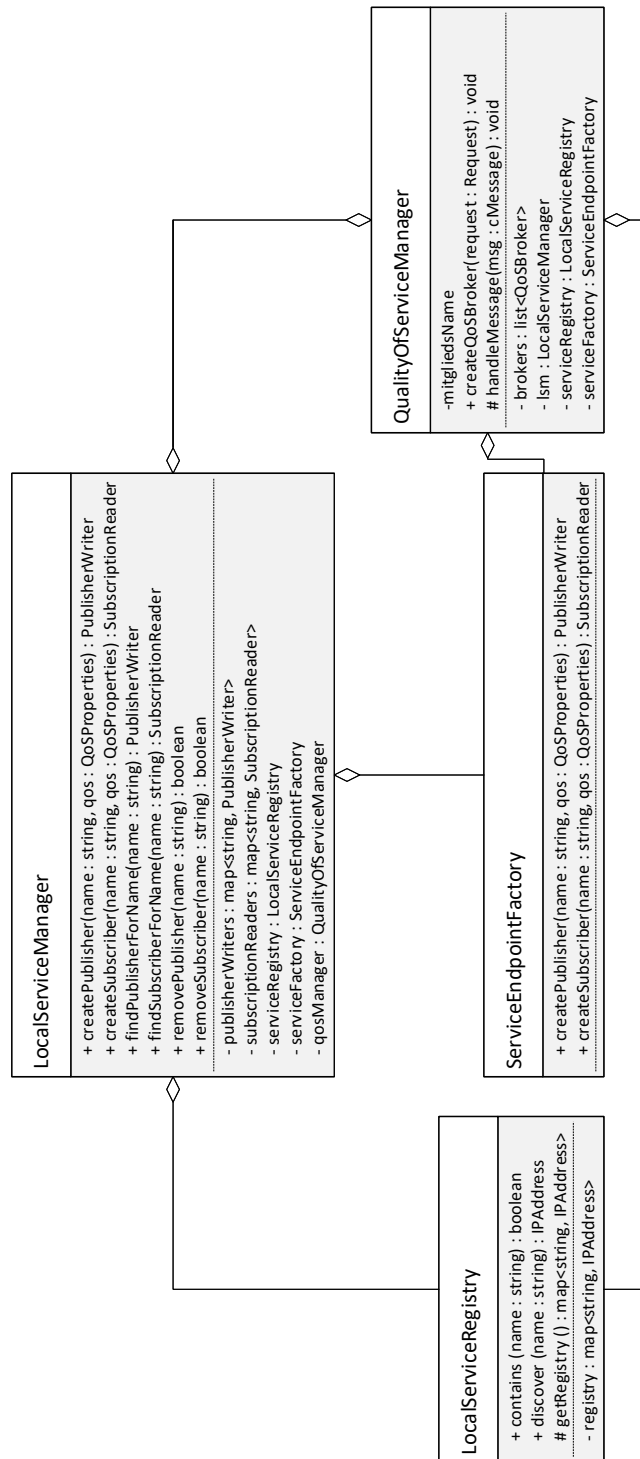 LocalServiceManager
+ createPublisher(name : string, qos : QoSProperties) : PublisherWriter
+ createSubscriber(name : string, qos : QoSProperties) : SubscriptionReader
+ findPublisherForName(name : string) : PublisherWriter
+ findSubscriberForName(name : string) : SubscriptionReader
+ removePublisher(name : string) : boolean
+ removeSubscriber(name : string) : boolean
- publisherWriters : map<string, PublisherWriter>
- subscriptionReaders : map<string, SubscriptionReader>
- serviceRegistry : LocalServiceRegistry
- serviceFactory : ServiceEndpointFactory
- qosManager : QualityOfServiceManager
LocalServiceRegistry
+ contains (name : string) : boolean
+ discover (name : string) : IPAddress
# getRegistry () : map<string, IPAddress>
- registry : map<string, IPAddress>
ServiceEndpointFactory
+ createPublisher(name : string, qos : QoSProperties) : PublisherWriter
+ createSubscriber(name : string, qos : QoSProperties) : SubscriptionReader
QualityOfServiceManager
-mitgliedsName
+ createQoSBroker(request : Request) : void
# handleMessage(msg : cMessage) : void
- brokers : list<QoSBroker>
- lsm : LocalServiceManager
- serviceRegistry : LocalServiceRegistry
- serviceFactory : ServiceEndpointFactory